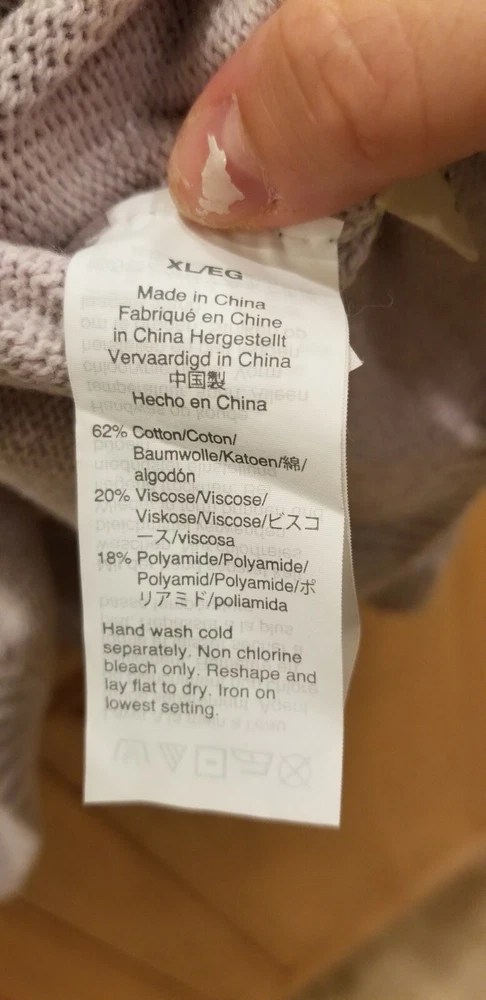 XL/EG
Made in China
Fabriqué en Chine
in China Hergestellt
Vervaardigd in China
中国製
Hecho en China
62% Cotton/Coton/
Baumwolle/Katoen/綿/
algodón
20% Viscose/Viscose/
Viskose/Viscose/ビスコ
ース/viscosa
18% Polyamide/Polyamide/
Polyamid/Polyamide/ポ
リアミド/poliamida
Hand wash cold
separately. Non chlorine
bleach only. Reshape and
lay flat to dry. Iron on
lowest setting.